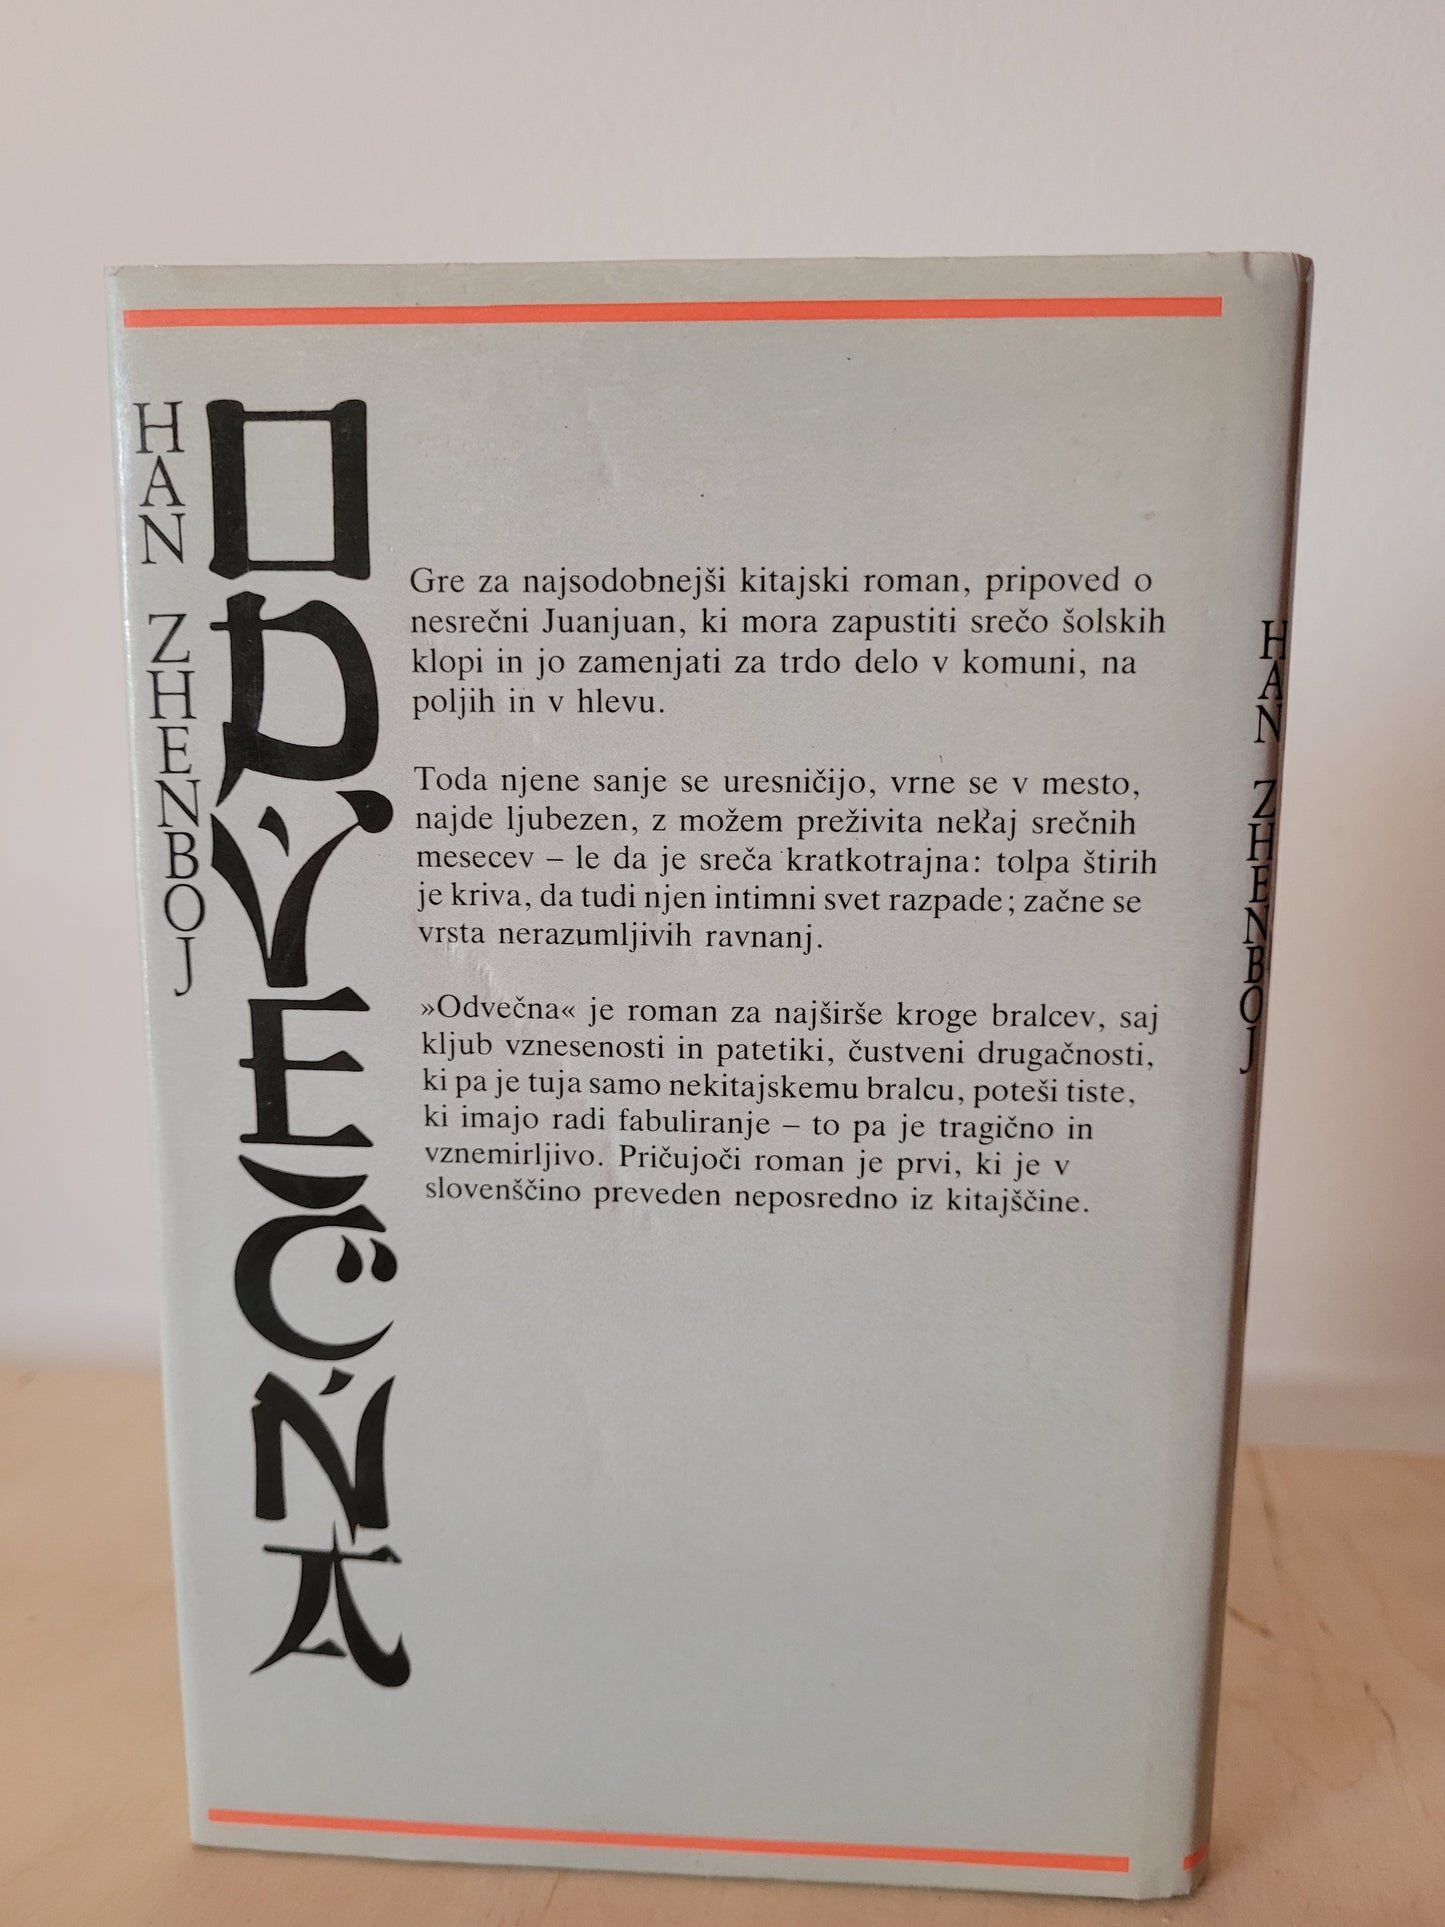 HAN ZHENBOJ
ODVEČNA
Gre za najsodobnejši kitajski roman, pripoved o
nesrečni Juanjuan, ki mora zapustiti srečo šolskih
klopi in jo zamenjati za trdo delo v komuni, na
poljih in v hlevu.
Toda njene sanje se uresničijo, vrne se v mesto,
najde ljubezen, z možem preživita nekaj srečnih
mesecev – le da je sreča kratkotrajna: tolpa štirih
je kriva, da tudi njen intimni svet razpade; začne se
vrsta nerazumljivih ravnanj.
»Odvečna« je roman za najširše kroge bralcev, saj
kljub vznesenosti in patetiki, čustveni drugačnosti,
ki pa je tuja samo nekitajskemu bralcu, poteši tiste,
ki imajo radi fabuliranje – to pa je tragično in
vznemirljivo. Pričujoči roman je prvi, ki je v
slovenščino preveden neposredno iz kitajščine.
HAN ZHENBOJ